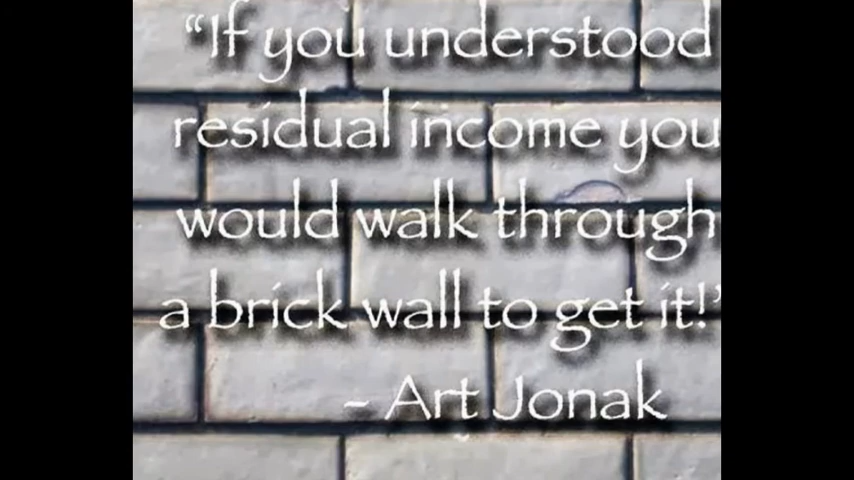 “If you understood
residual income you
would walk through
a brick wall to get it!”
- Art Jonak